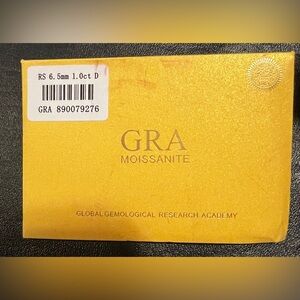 RS 6.5mm 1.0ct D
GRA 890079276
GRA
MOISSANITE
GLOBAL GEMOLOGICAL RESEARCH ACADEMY